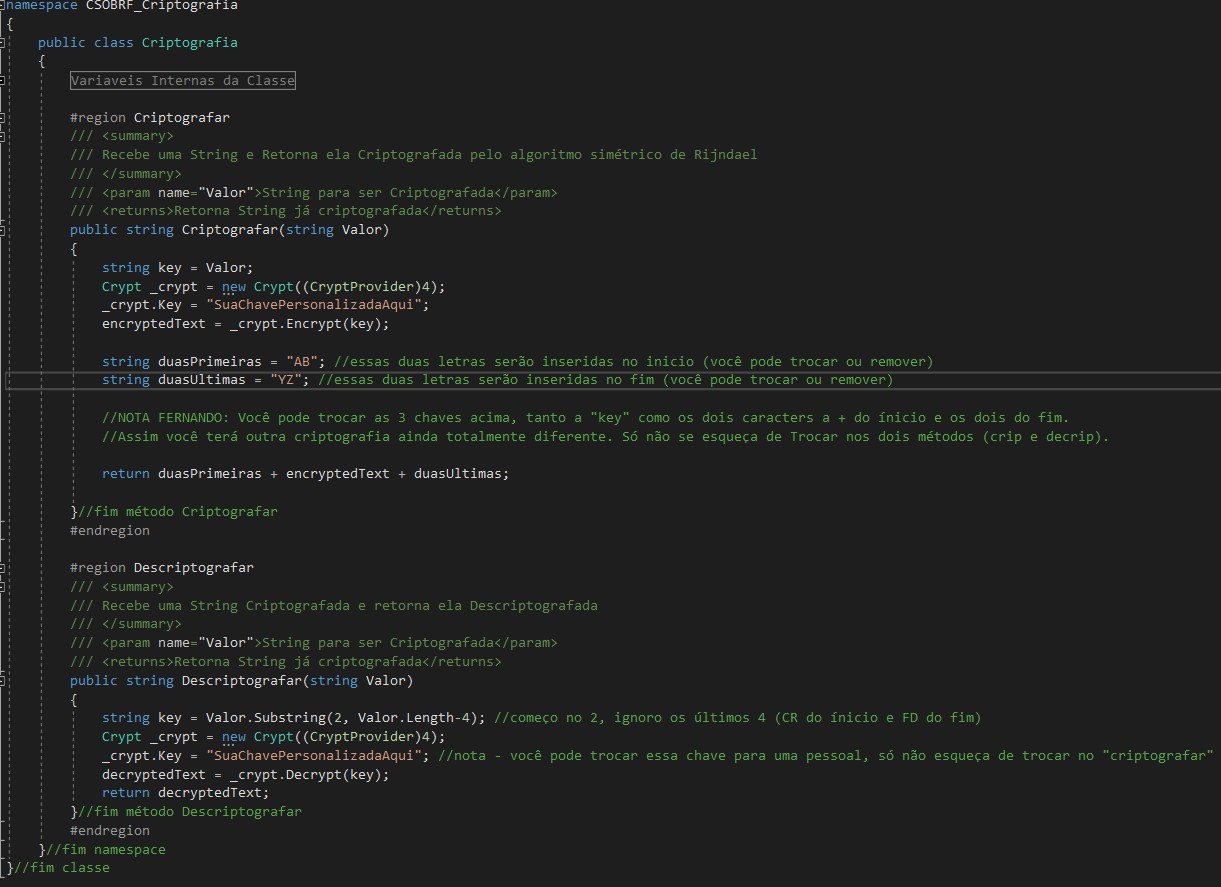 namespace CSOBRF_Criptografia
{
    public class Criptografia
    {
        Variaveis Internas da Classe

        #region Criptografar
        /// <summary>
        /// Recebe uma String e Retorna ela Criptografada pelo algoritmo simétrico de Rijndael
        /// </summary>
        /// <param name="Valor">String para ser Criptografada</param>
        /// <returns>Retorna String já criptografada</returns>
        public string Criptografar(string Valor)
        {
            string key = Valor;
            Crypt _crypt = new Crypt((CryptProvider)4);
            _crypt.Key = "SuaChavePersonalizadaAqui";
            encryptedText = _crypt.Encrypt(key);

            string duasPrimeiras = "AB"; //essas duas letras serão inseridas no inicio (você pode trocar ou remover)
            string duasUltimas = "YZ"; //essas duas letras serão inseridas no fim (você pode trocar ou remover)

            //NOTA FERNANDO: Você pode trocar as 3 chaves acima, tanto a "key" como os dois caracters a + do ínicio e os dois do fim.
            //Assim você terá outra criptografia ainda totalmente diferente. Só não se esqueça de Trocar nos dois métodos (crip e decrip).

            return duasPrimeiras + encryptedText + duasUltimas;

        }//fim método Criptografar
        #endregion

        #region Descriptografar
        /// <summary>
        /// Recebe uma String Criptografada e retorna ela Descriptografada
        /// </summary>
        /// <param name="Valor">String para ser Criptografada</param>
        /// <returns>Retorna String já criptografada</returns>
        public string Descriptografar(string Valor)
        {
            string key = Valor.Substring(2, Valor.Length-4); //começo no 2, ignoro os últimos 4 (CR do ínicio e FD do fim)
            Crypt _crypt = new Crypt((CryptProvider)4);
            _crypt.Key = "SuaChavePersonalizadaAqui"; //nota - você pode trocar essa chave para uma pessoal, só não esqueça de trocar no "criptografar"
            decryptedText = _crypt.Decrypt(key);
            return decryptedText;
        }//fim método Descriptografar
        #endregion
    }//fim namespace
}//fim classe